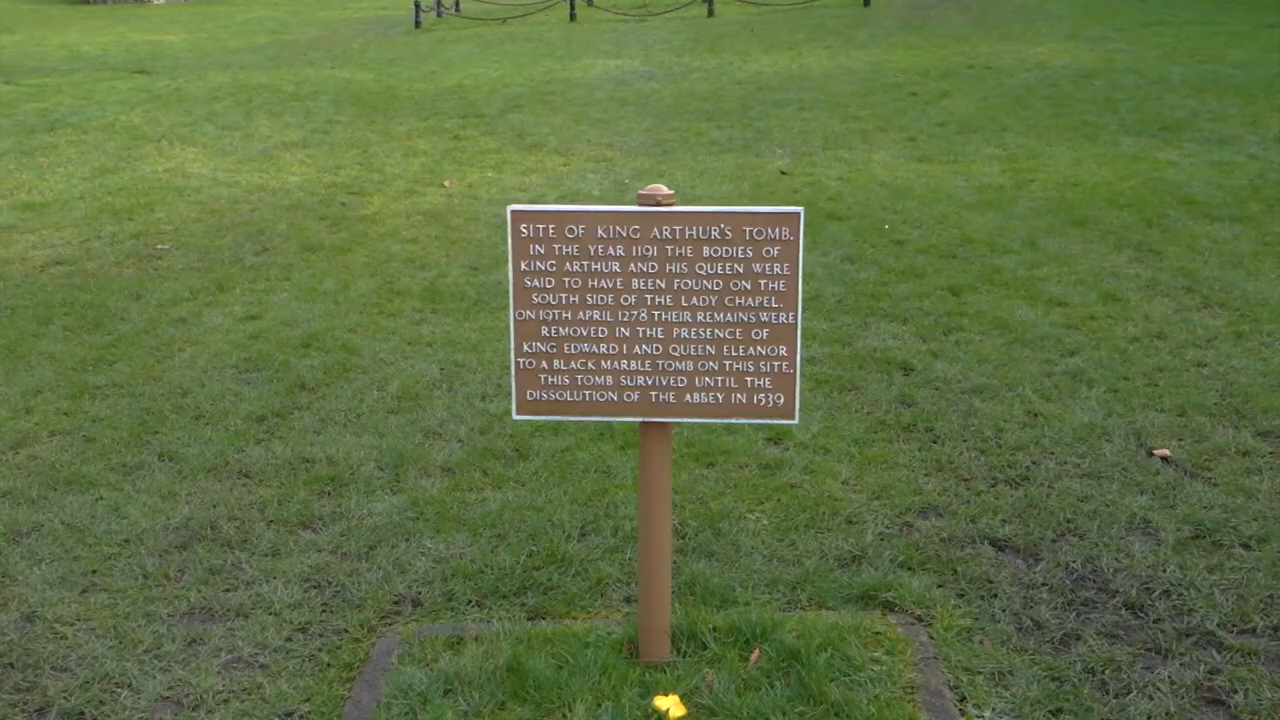 SITE OF KING ARTHUR'S TOMB.
IN THE YEAR 1191 THE BODIES OF
KING ARTHUR AND HIS QUEEN WERE
SAID TO HAVE BEEN FOUND ON THE
SOUTH SIDE OF THE LADY CHAPEL.
ON 19TH APRIL 1278 THEIR REMAINS WERE
REMOVED IN THE PRESENCE OF
KING EDWARD I AND QUEEN ELEANOR
TO A BLACK MARBLE TOMB ON THIS SITE.
THIS TOMB SURVIVED UNTIL THE
DISSOLUTION OF THE ABBEY IN 1539